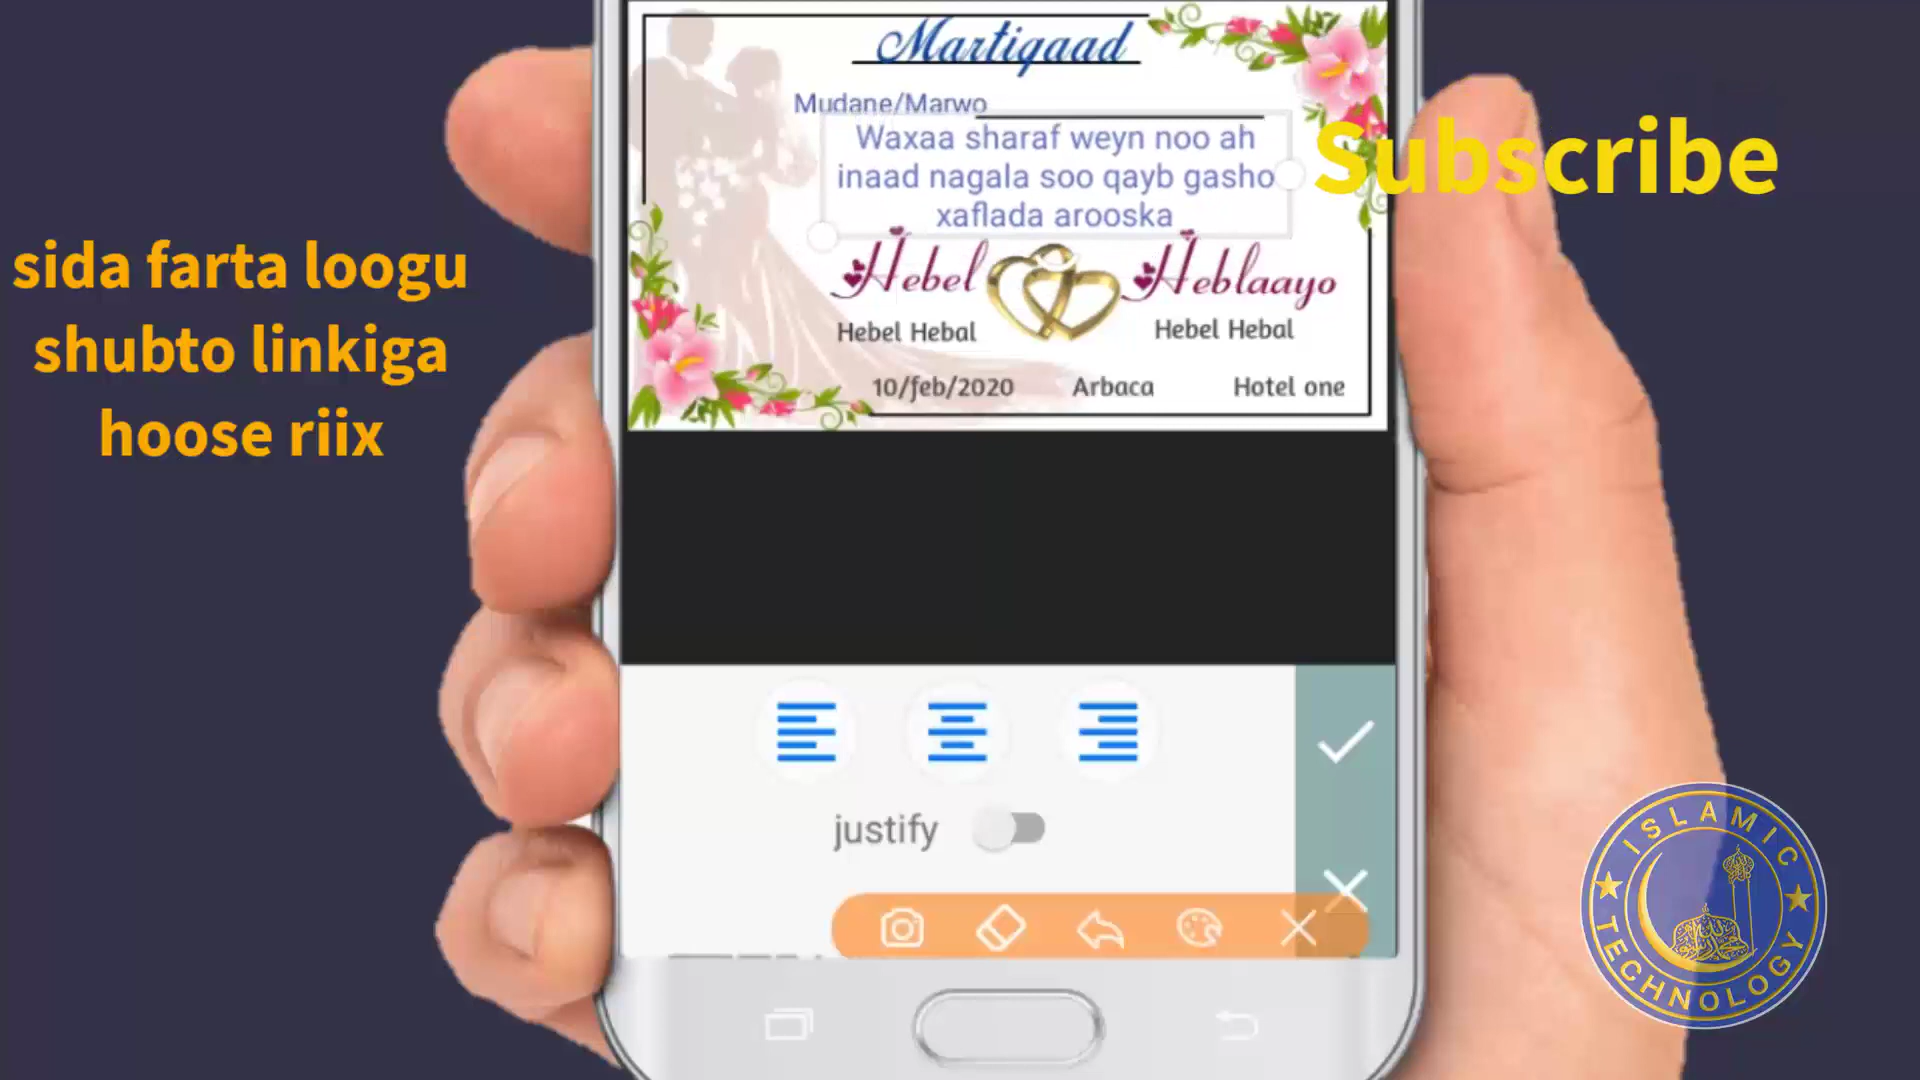 Martiqaad
Mudane/Marwo
Waxaa sharaf weyn noo ah
inaad nagala soo qayb gasho
xaflada arooska
Hebel Heblaayo
Hebel Hebal Hebel Hebal
10/feb/2020 Arbaca Hotel one
Subscribe
sida farta loogu
shubto linkiga
hoose riix
justify
ISLAMIC
TECHNOLOGY